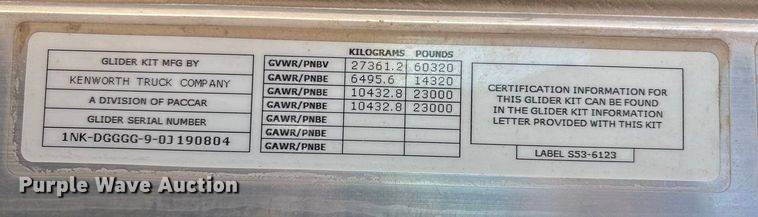 GLIDER KIT MFG BY
KENWORTH TRUCK COMPANY
A DIVISION OF PACCAR
GLIDER SERIAL NUMBER
1NK-DGGGG-9-0J190804
KILOGRAMS POUNDS
GVWR/PNBV 27361.2 60320
GAWR/PNBE 6495.6 14320
GAWR/PNBE 10432.8 23000
GAWR/PNBE 10432.8 23000
GAWR/PNBE
GAWR/PNBE
GAWR/PNBE
CERTIFICATION INFORMATION FOR
THIS GLIDER KIT CAN BE FOUND
IN THE GLIDER KIT INFORMATION
LETTER PROVIDED WITH THIS KIT
LABEL S53-6123
Purple Wave Auction